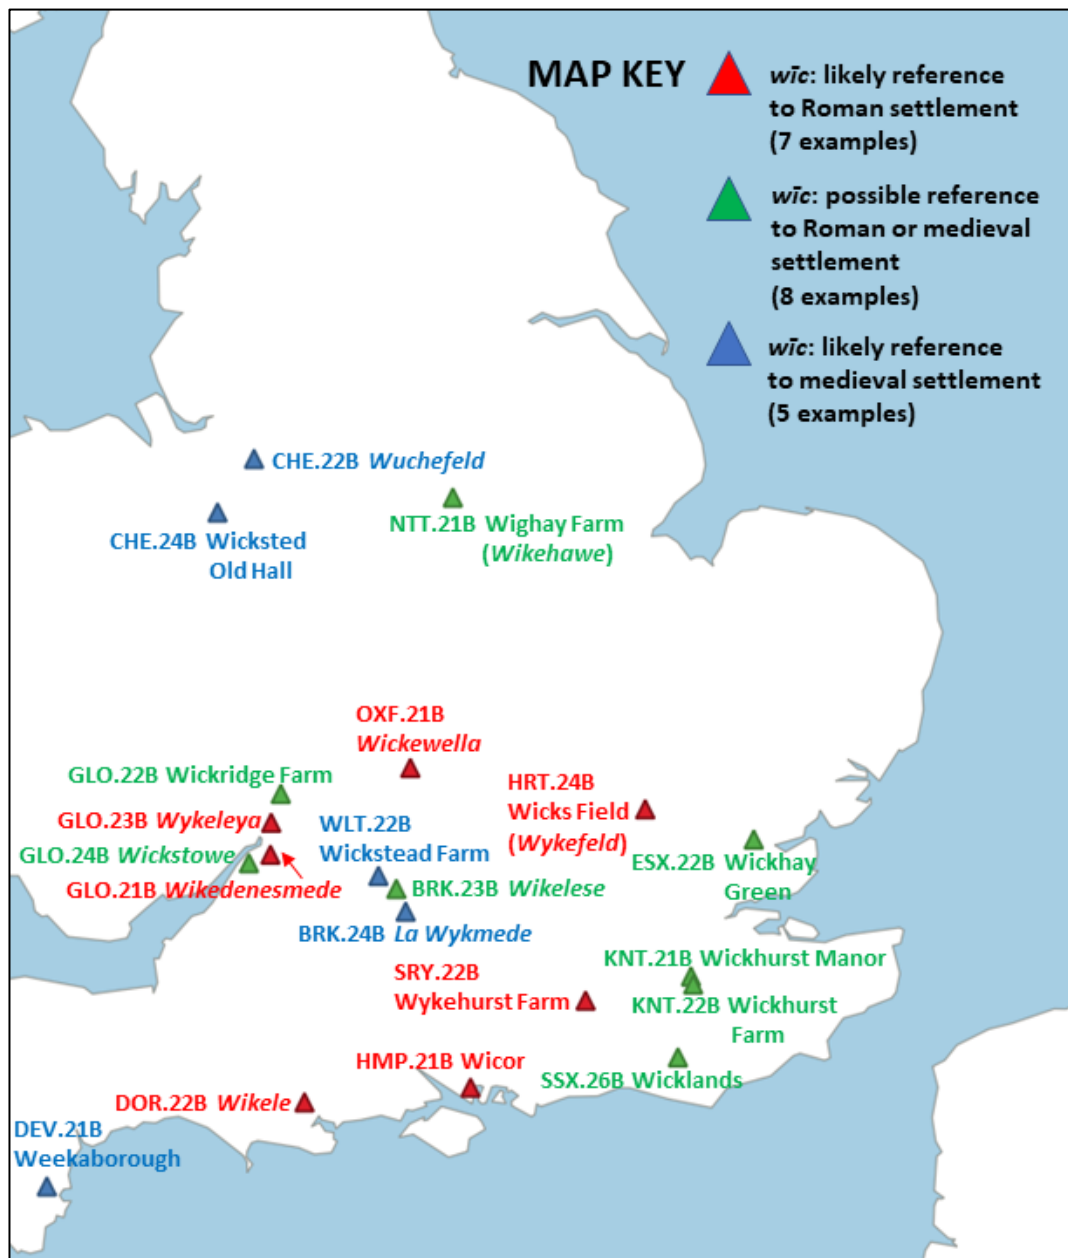 MAP KEY
wīc: likely reference
to Roman settlement
(7 examples)
wīc: possible reference
to Roman or medieval
settlement
(8 examples)
wīc: likely reference
to medieval settlement
(5 examples)
CHE.22B Wuchefeld
NTT.21B Wighay Farm
(Wikehawe)
CHE.24B Wicksted
Old Hall
OXF.21B
Wickewella
GLO.22B Wickridge Farm
HRT.24B
Wicks Field
(Wykefeld)
GLO.23B Wykeleya
WLT.22B
Wickstead Farm
GLO.24B Wickstowe
ESX.22B Wickhay
Green
GLO.21B Wikedenesmede
BRK.23B Wikelese
BRK.24B La Wykmede
KNT.21B Wickhurst Manor
SRY.22B
Wykehurst Farm
KNT.22B Wickhurst
Farm
HMP.21B Wicor
SSX.26B Wicklands
DOR.22B Wikele
DEV.21B
Weekaborough